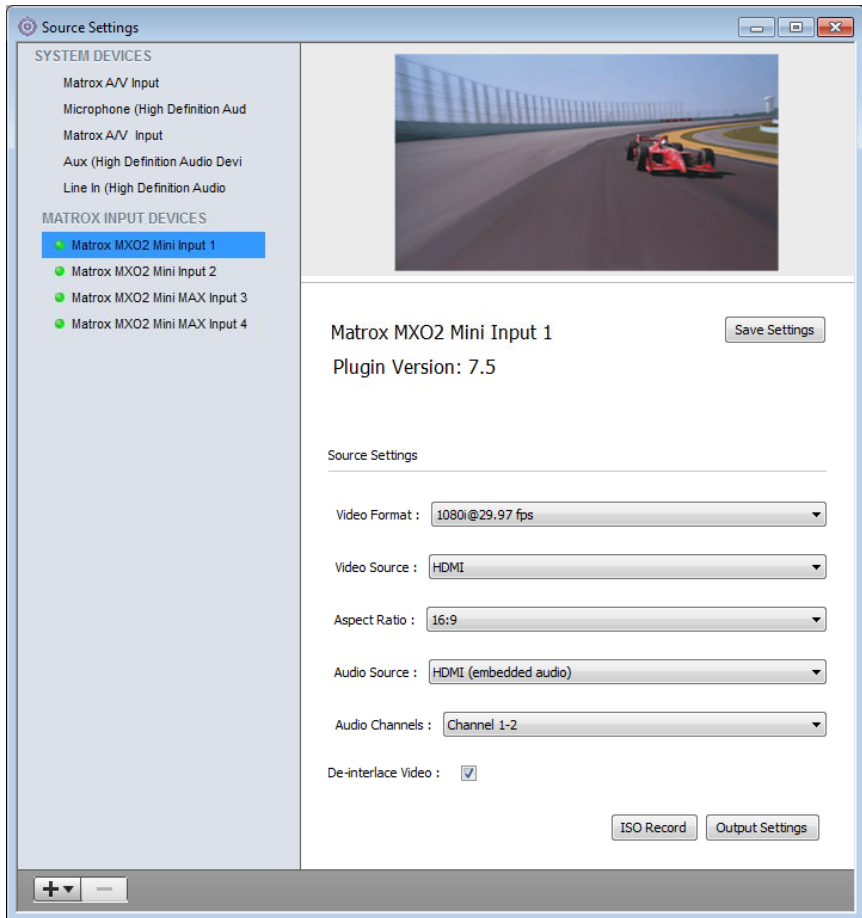 Source Settings
SYSTEM DEVICES
Matrox A/V Input
Microphone (High Definition Aud
Matrox A/V Input
Aux (High Definition Audio Devi
Line In (High Definition Audio
MATROX INPUT DEVICES
Matrox MXO2 Mini Input 1
Matrox MXO2 Mini Input 2
Matrox MXO2 Mini MAX Input 3
Matrox MXO2 Mini MAX Input 4
Matrox MXO2 Mini Input 1
Save Settings
Plugin Version: 7.5
Source Settings
Video Format : 1080i@29.97 fps
Video Source : HDMI
Aspect Ratio : 16:9
Audio Source : HDMI (embedded audio)
Audio Channels : Channel 1-2
De-interlace Video :
ISO Record
Output Settings